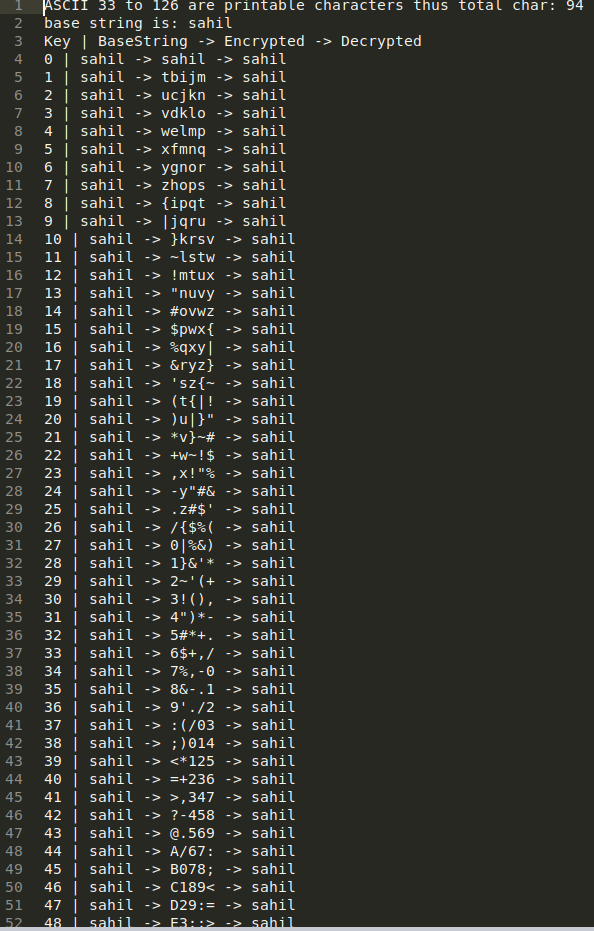 1 ASCII 33 to 126 are printable characters thus total char: 94
2 base string is: sahil
3 Key | BaseString -> Encrypted -> Decrypted
4 0 | sahil -> sahil -> sahil
5 1 | sahil -> tbijm -> sahil
6 2 | sahil -> ucjkn -> sahil
7 3 | sahil -> vdklo -> sahil
8 4 | sahil -> welmp -> sahil
9 5 | sahil -> xfmnq -> sahil
10 6 | sahil -> ygnor -> sahil
11 7 | sahil -> zhops -> sahil
12 8 | sahil -> {ipqt -> sahil
13 9 | sahil -> |jqru -> sahil
14 10 | sahil -> }krsv -> sahil
15 11 | sahil -> ~lstw -> sahil
16 12 | sahil -> !mtux -> sahil
17 13 | sahil -> "nuvy -> sahil
18 14 | sahil -> #ovwz -> sahil
19 15 | sahil -> $pwx{ -> sahil
20 16 | sahil -> %qxy| -> sahil
21 17 | sahil -> &ryz} -> sahil
22 18 | sahil -> 'sz{~ -> sahil
23 19 | sahil -> (t{|! -> sahil
24 20 | sahil -> )u|}" -> sahil
25 21 | sahil -> *v}~# -> sahil
26 22 | sahil -> +w~!$ -> sahil
27 23 | sahil -> ,x!"% -> sahil
28 24 | sahil -> -y"#& -> sahil
29 25 | sahil -> .z#$' -> sahil
30 26 | sahil -> /{$%( -> sahil
31 27 | sahil -> 0|%&) -> sahil
32 28 | sahil -> 1}&'* -> sahil
33 29 | sahil -> 2~'(+ -> sahil
34 30 | sahil -> 3!(), -> sahil
35 31 | sahil -> 4")*- -> sahil
36 32 | sahil -> 5#*+. -> sahil
37 33 | sahil -> 6$+,/ -> sahil
38 34 | sahil -> 7%,-0 -> sahil
39 35 | sahil -> 8&-.1 -> sahil
40 36 | sahil -> 9'./2 -> sahil
41 37 | sahil -> :(/03 -> sahil
42 38 | sahil -> ;)014 -> sahil
43 39 | sahil -> <*125 -> sahil
44 40 | sahil -> =+236 -> sahil
45 41 | sahil -> >,347 -> sahil
46 42 | sahil -> ?-458 -> sahil
47 43 | sahil -> @.569 -> sahil
48 44 | sahil -> A/67: -> sahil
49 45 | sahil -> B078; -> sahil
50 46 | sahil -> C189< -> sahil
51 47 | sahil -> D29:= -> sahil
52 48 | sahil -> E3:;> -> sahil